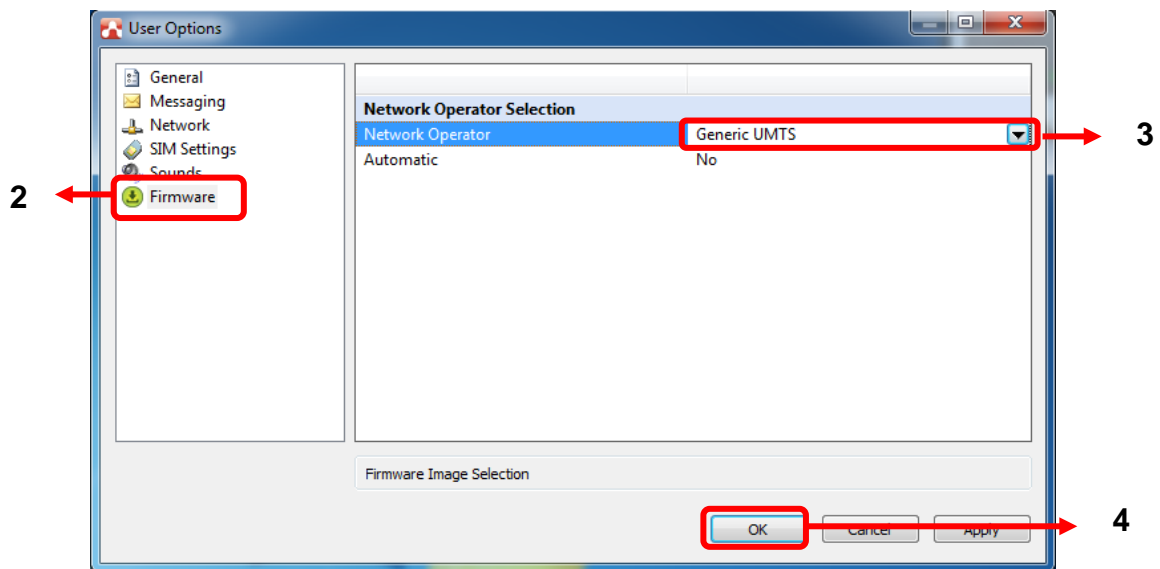 User Options
General
Messaging
Network
SIM Settings
Sounds
Firmware
Network Operator Selection
Network Operator Generic UMTS
Automatic No
Firmware Image Selection
OK Cancel Apply
2
3
4